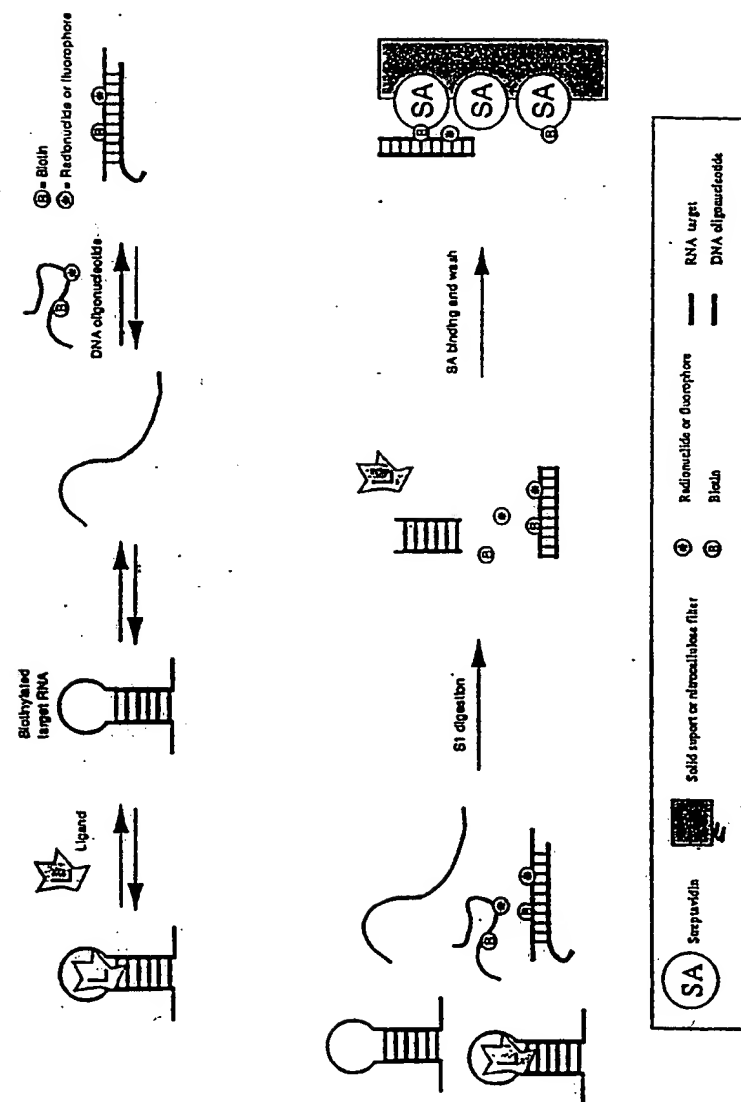 Ligand
Biotinylated
target RNA
DNA oligonucleotide
B = Biotin
* = Radionuclide or fluorophore
B
*
B
*
B
*
B
*
S1 digestion
B
*
B
*
SA binding and wash
SA
SA
SA
B
*
B
SA
Streptavidin
Solid suport or nitrocellulose filter
* Radionuclide or fluorophore
B Biotin
RNA target
DNA oligonucleotide